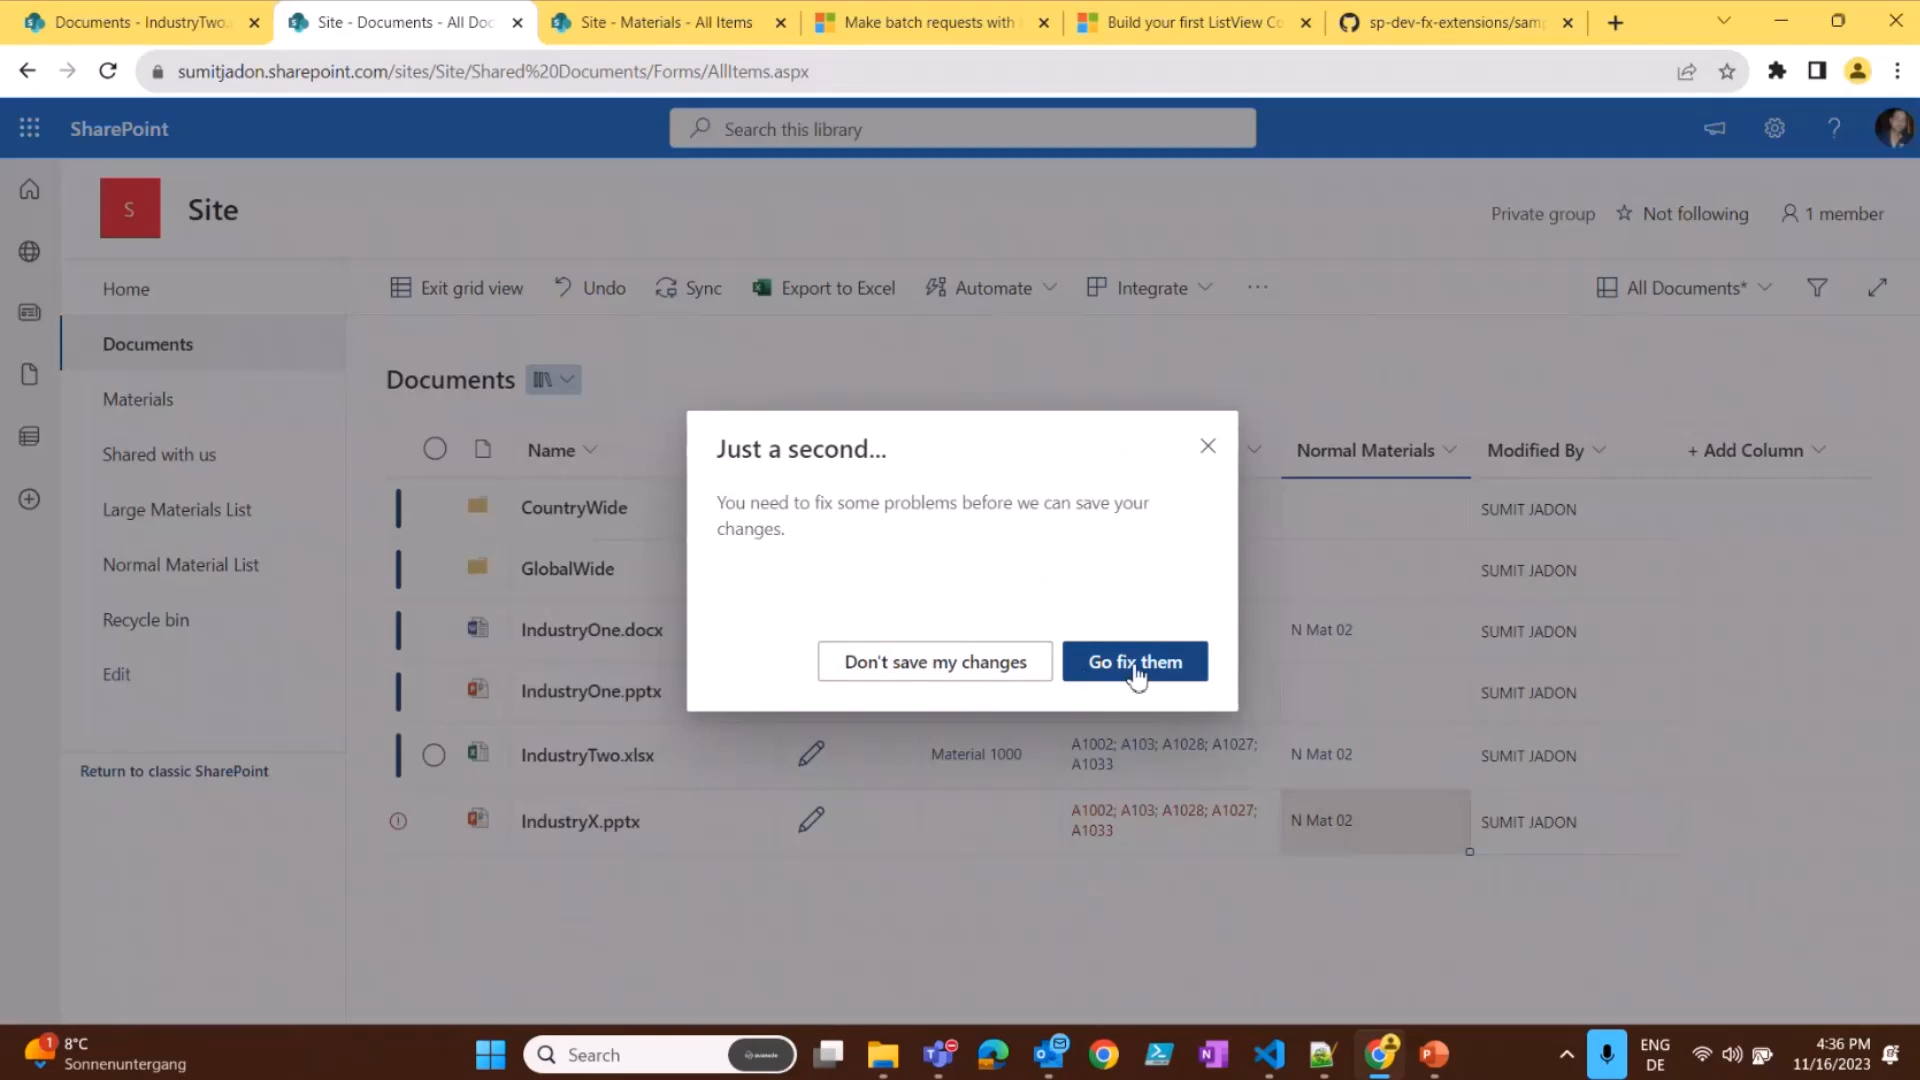 Documents - IndustryTwo.
Site - Documents - All Doc
Site - Materials - All Items
Make batch requests with
Build your first ListView Co
sp-dev-fx-extensions/sam
sumitjadon.sharepoint.com/sites/Site/Shared%20Documents/Forms/AllItems.aspx
SharePoint
Search this library
S
Site
Private group
Not following
1 member
Home
Documents
Materials
Shared with us
Large Materials List
Normal Material List
Recycle bin
Edit
Return to classic SharePoint
Exit grid view
Undo
Sync
Export to Excel
Automate
Integrate
All Documents*
Documents
Name
Normal Materials
Modified By
+ Add Column
CountryWide
SUMIT JADON
GlobalWide
SUMIT JADON
IndustryOne.docx
N Mat 02
SUMIT JADON
IndustryOne.pptx
SUMIT JADON
IndustryTwo.xlsx
Material 1000
A1002; A103; A1028; A1027;
A1033
N Mat 02
SUMIT JADON
IndustryX.pptx
A1002; A103; A1028; A1027;
A1033
N Mat 02
SUMIT JADON
Just a second...
You need to fix some problems before we can save your
changes.
Don't save my changes
Go fix them
1
8°C
Sonnenuntergang
Search
ENG
DE
4:36 PM
11/16/2023